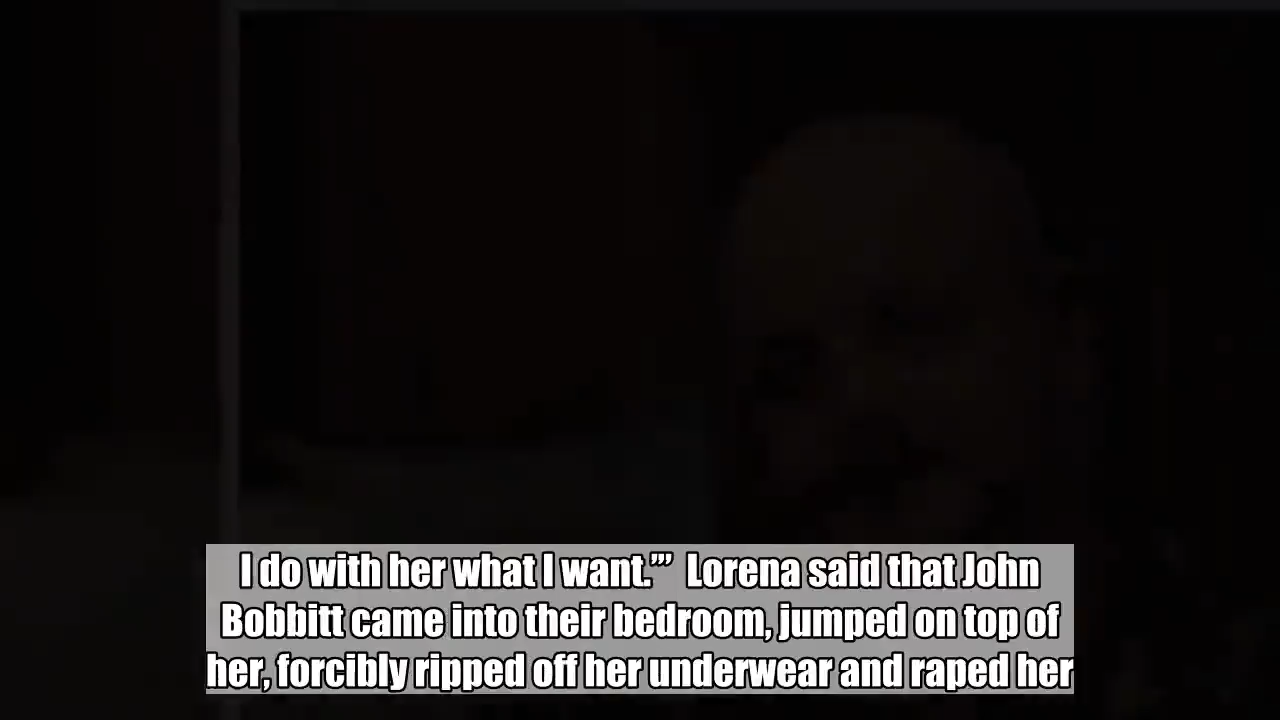 I do with her what I want.’”  Lorena said that John
Bobbitt came into their bedroom, jumped on top of
her, forcibly ripped off her underwear and raped her